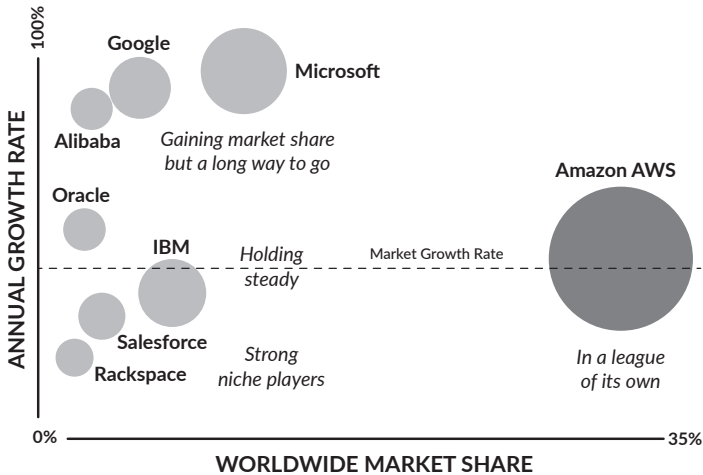 100%
Google
Microsoft
Alibaba
Gaining market share
but a long way to go
Amazon AWS
Oracle
IBM
Holding
steady
Market Growth Rate
Salesforce
Rackspace
Strong
niche players
In a league
of its own
ANNUAL GROWTH RATE
0%
35%
WORLDWIDE MARKET SHARE